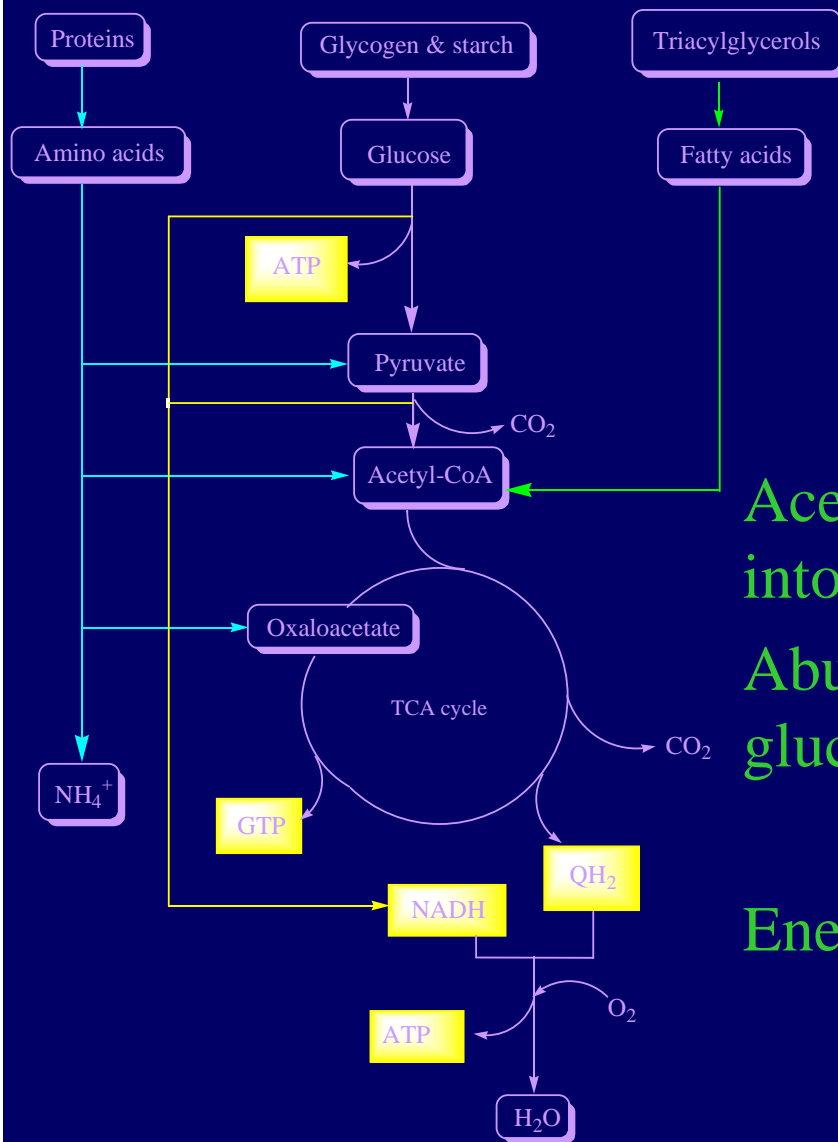 Proteins
Glycogen & starch
Triacylglycerols
Amino acids
Glucose
Fatty acids
ATP
Pyruvate
CO₂
Acetyl-CoA
Oxaloacetate
TCA cycle
CO₂
NH₄⁺
GTP
QH₂
NADH
O₂
ATP
H₂O
into